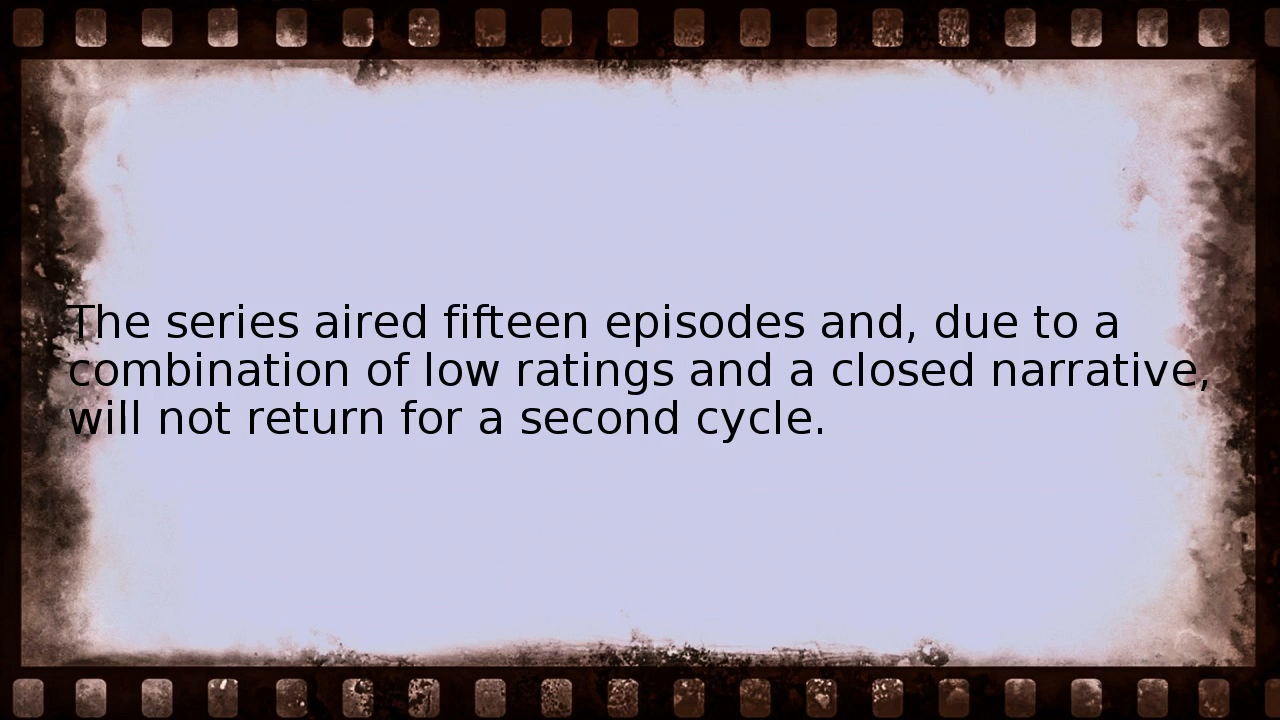 The series aired fifteen episodes and, due to a
combination of low ratings and a closed narrative,
will not return for a second cycle.